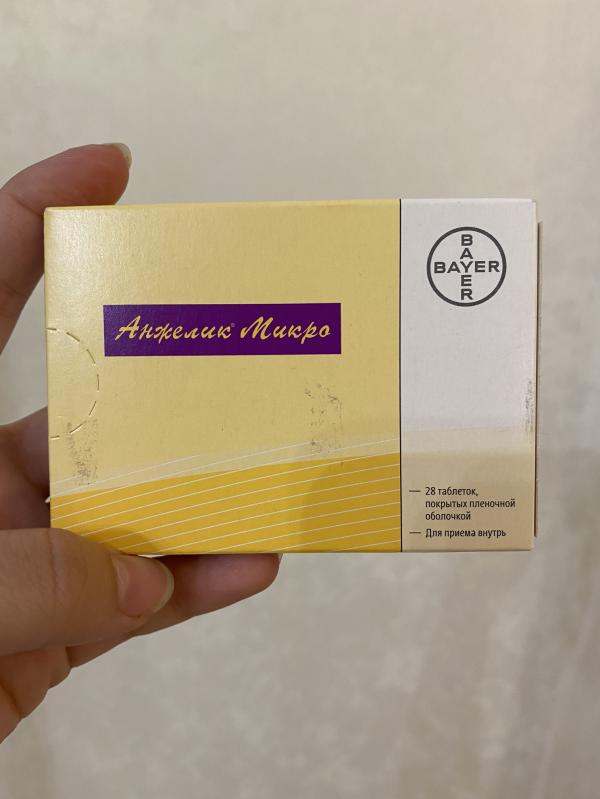 Анжелик® Микро
BAYER
BAYER
— 28 таблеток,
покрытых пленочной
оболочкой
— Для приема внутрь